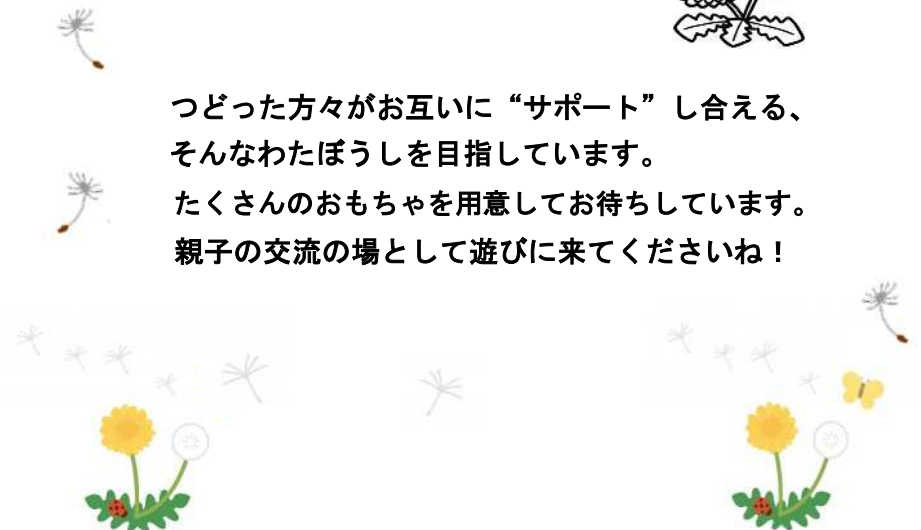 つどった方々がお互いに“サポート”し合える、
そんなわたぼうしを目指しています。
たくさんのおもちゃを用意してお待ちしています。
親子の交流の場として遊びに来てくださいね！